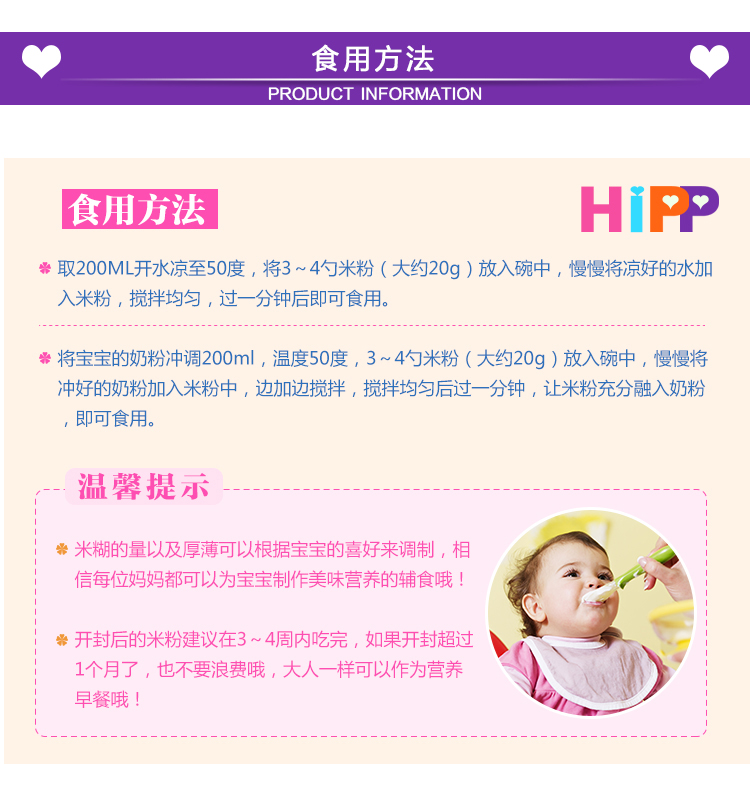 食用方法
PRODUCT INFORMATION
食用方法
HiPP
取200ML开水凉至50度，将3～4勺米粉（大约20g）放入碗中，慢慢将凉好的水加
入米粉，搅拌均匀，过一分钟后即可食用。
将宝宝的奶粉冲调200ml，温度50度，3～4勺米粉（大约20g）放入碗中，慢慢将
冲好的奶粉加入米粉中，边加边搅拌，搅拌均匀后过一分钟，让米粉充分融入奶粉
，即可食用。
温馨提示
米糊的量以及厚薄可以根据宝宝的喜好来调制，相
信每位妈妈都可以为宝宝制作美味营养的辅食哦！
开封后的米粉建议在3～4周内吃完，如果开封超过
1个月了，也不要浪费哦，大人一样可以作为营养
早餐哦！